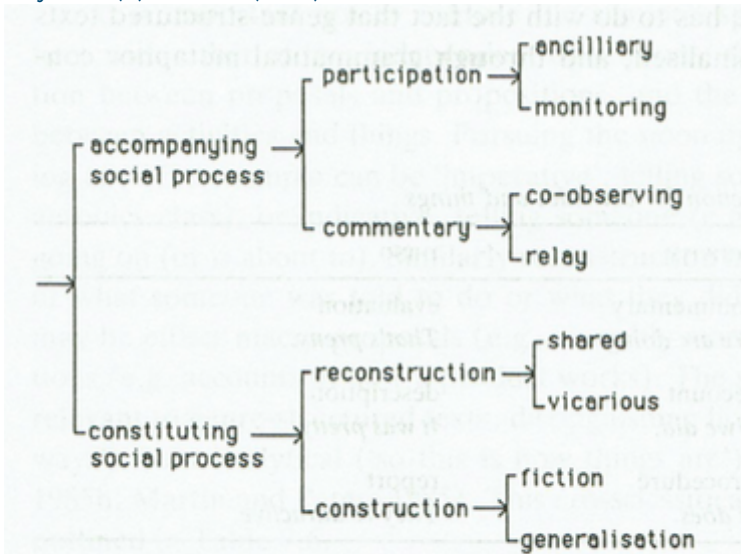 ancilliary
participation
monitoring
accompanying
social process
co-observing
commentary
relay
shared
reconstruction
vicarious
constituting
social process
fiction
construction
generalisation